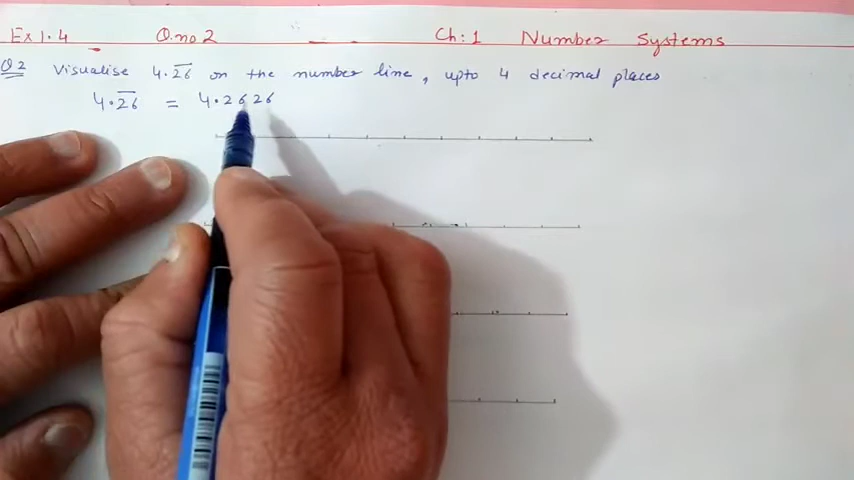 Ex 1.4 Q.no 2 Ch: 1 Number Systems
Q2 Visualise 4.2̅6̅ on the number line, upto 4 decimal places
4.2̅6̅ = 4.2626